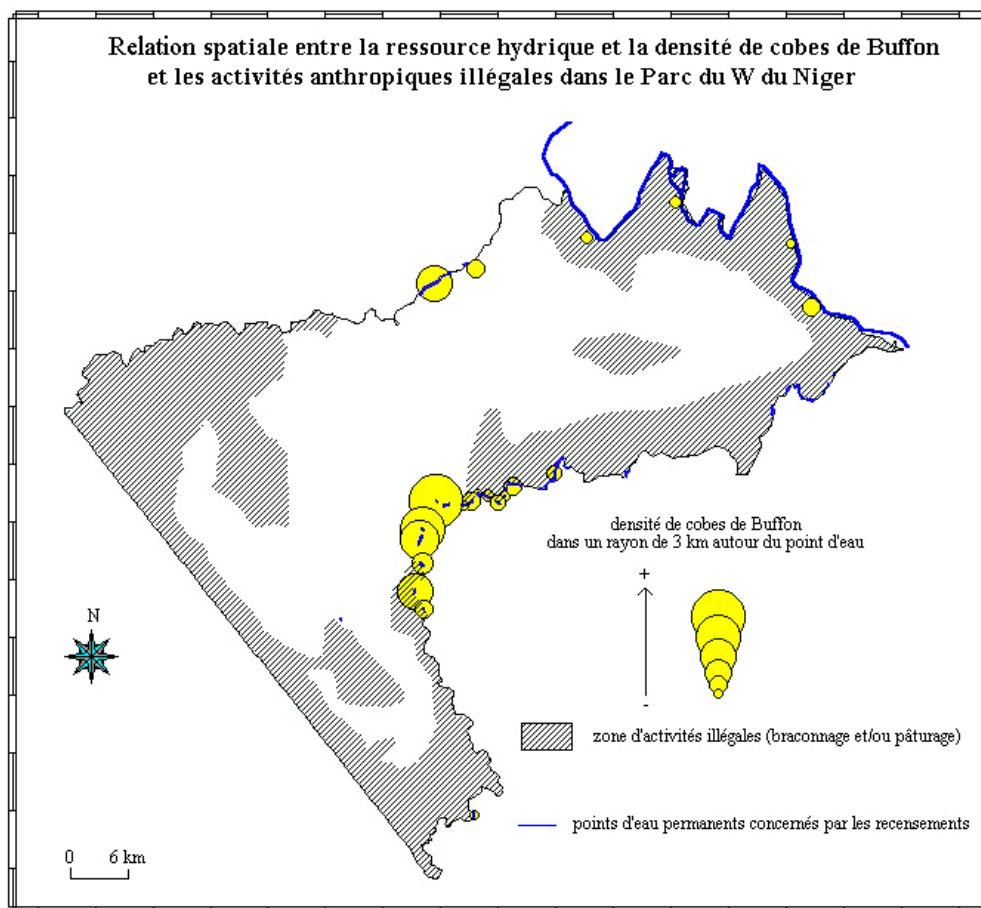 Relation spatiale entre la ressource hydrique et la densité de cobes de Buffon
et les activités anthropiques illégales dans le Parc du W du Niger
densité de cobes de Buffon
dans un rayon de 3 km autour du point d'eau
+
-
N
zone d'activités illégales (braconnage et/ou pâturage)
points d'eau permanents concernés par les recensements
0 6 km